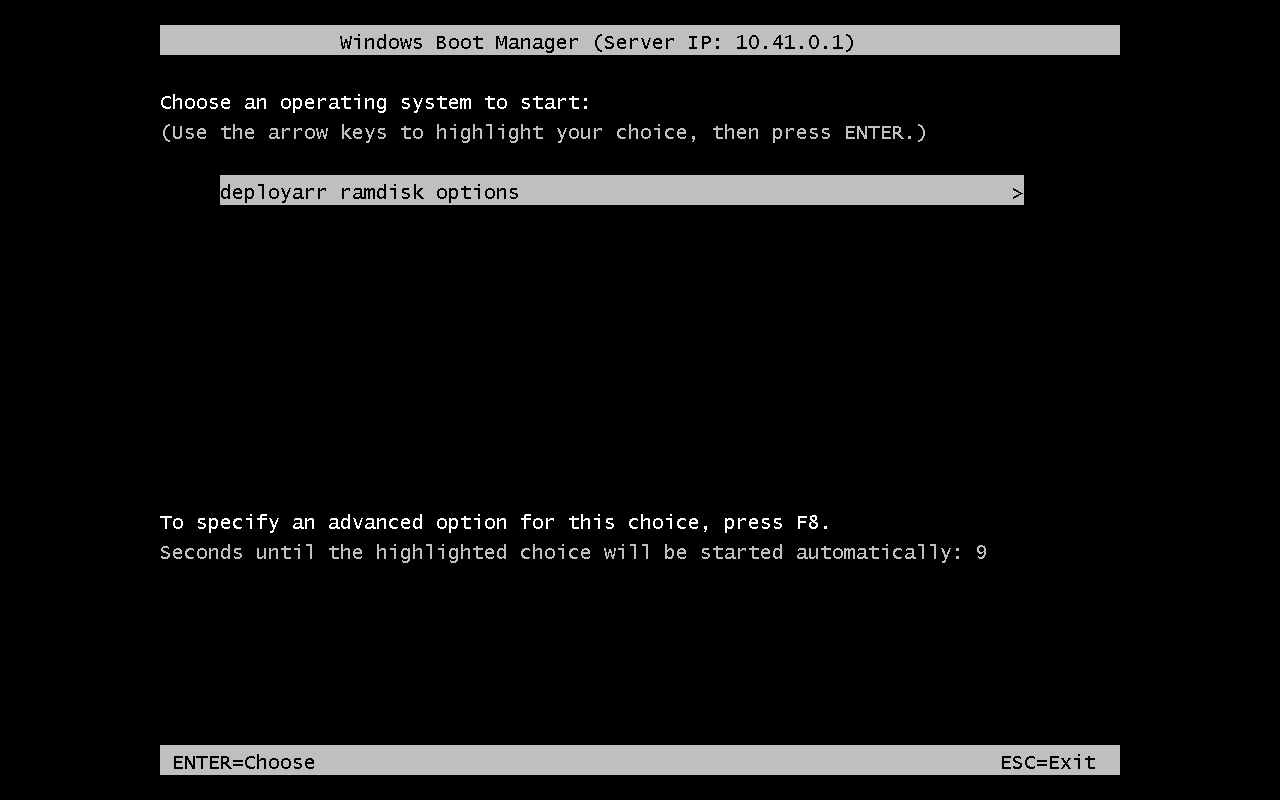 Windows Boot Manager (Server IP: 10.41.0.1)
Choose an operating system to start:
(Use the arrow keys to highlight your choice, then press ENTER.)
deployarr ramdisk options >
To specify an advanced option for this choice, press F8.
Seconds until the highlighted choice will be started automatically: 9
ENTER=Choose ESC=Exit